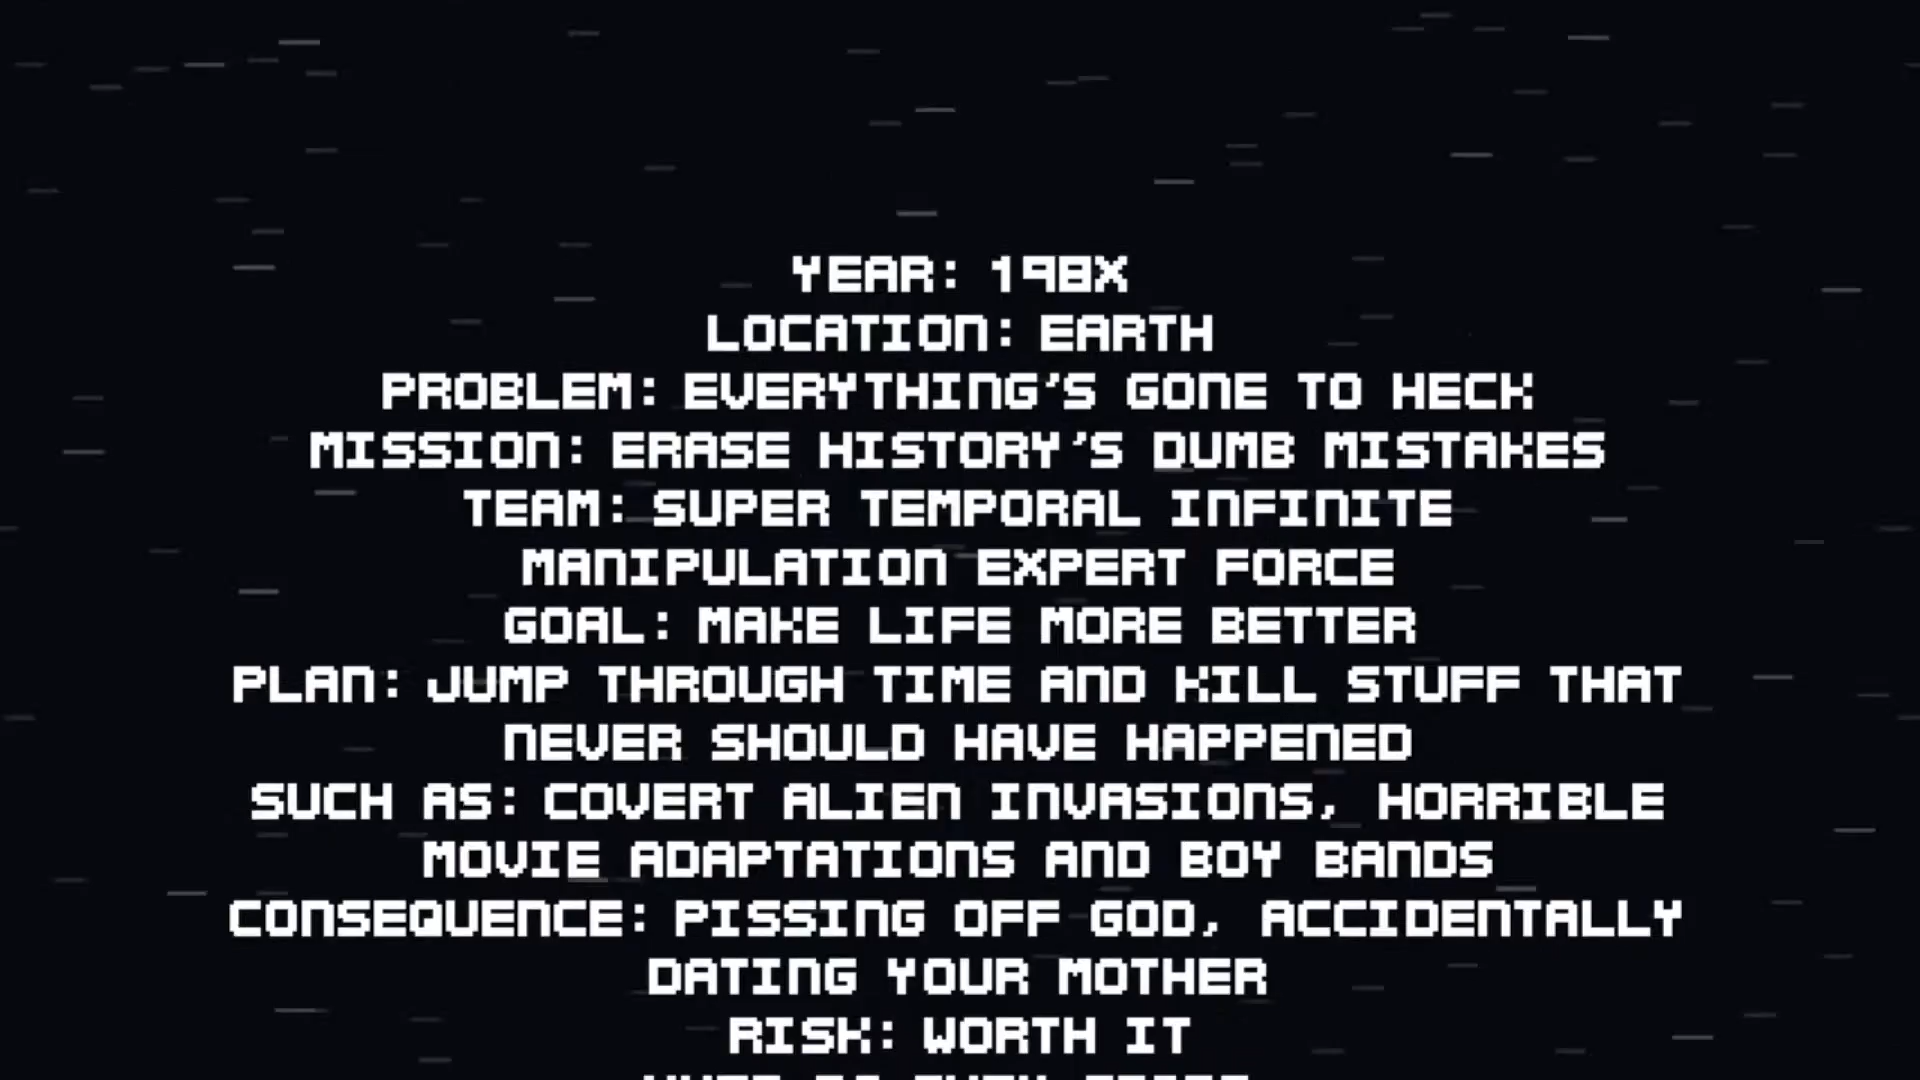 YEAR: 198X
LOCATION: EARTH
PROBLEM: EVERYTHING'S GONE TO HECK
MISSION: ERASE HISTORY'S DUMB MISTAKES
TEAM: SUPER TEMPORAL INFINITE
MANIPULATION EXPERT FORCE
GOAL: MAKE LIFE MORE BETTER
PLAN: JUMP THROUGH TIME AND KILL STUFF THAT
NEVER SHOULD HAVE HAPPENED
SUCH AS: COVERT ALIEN INVASIONS, HORRIBLE
MOVIE ADAPTATIONS AND BOY BANDS
CONSEQUENCE: PISSING OFF GOD, ACCIDENTALLY
DATING YOUR MOTHER
RISK: WORTH IT